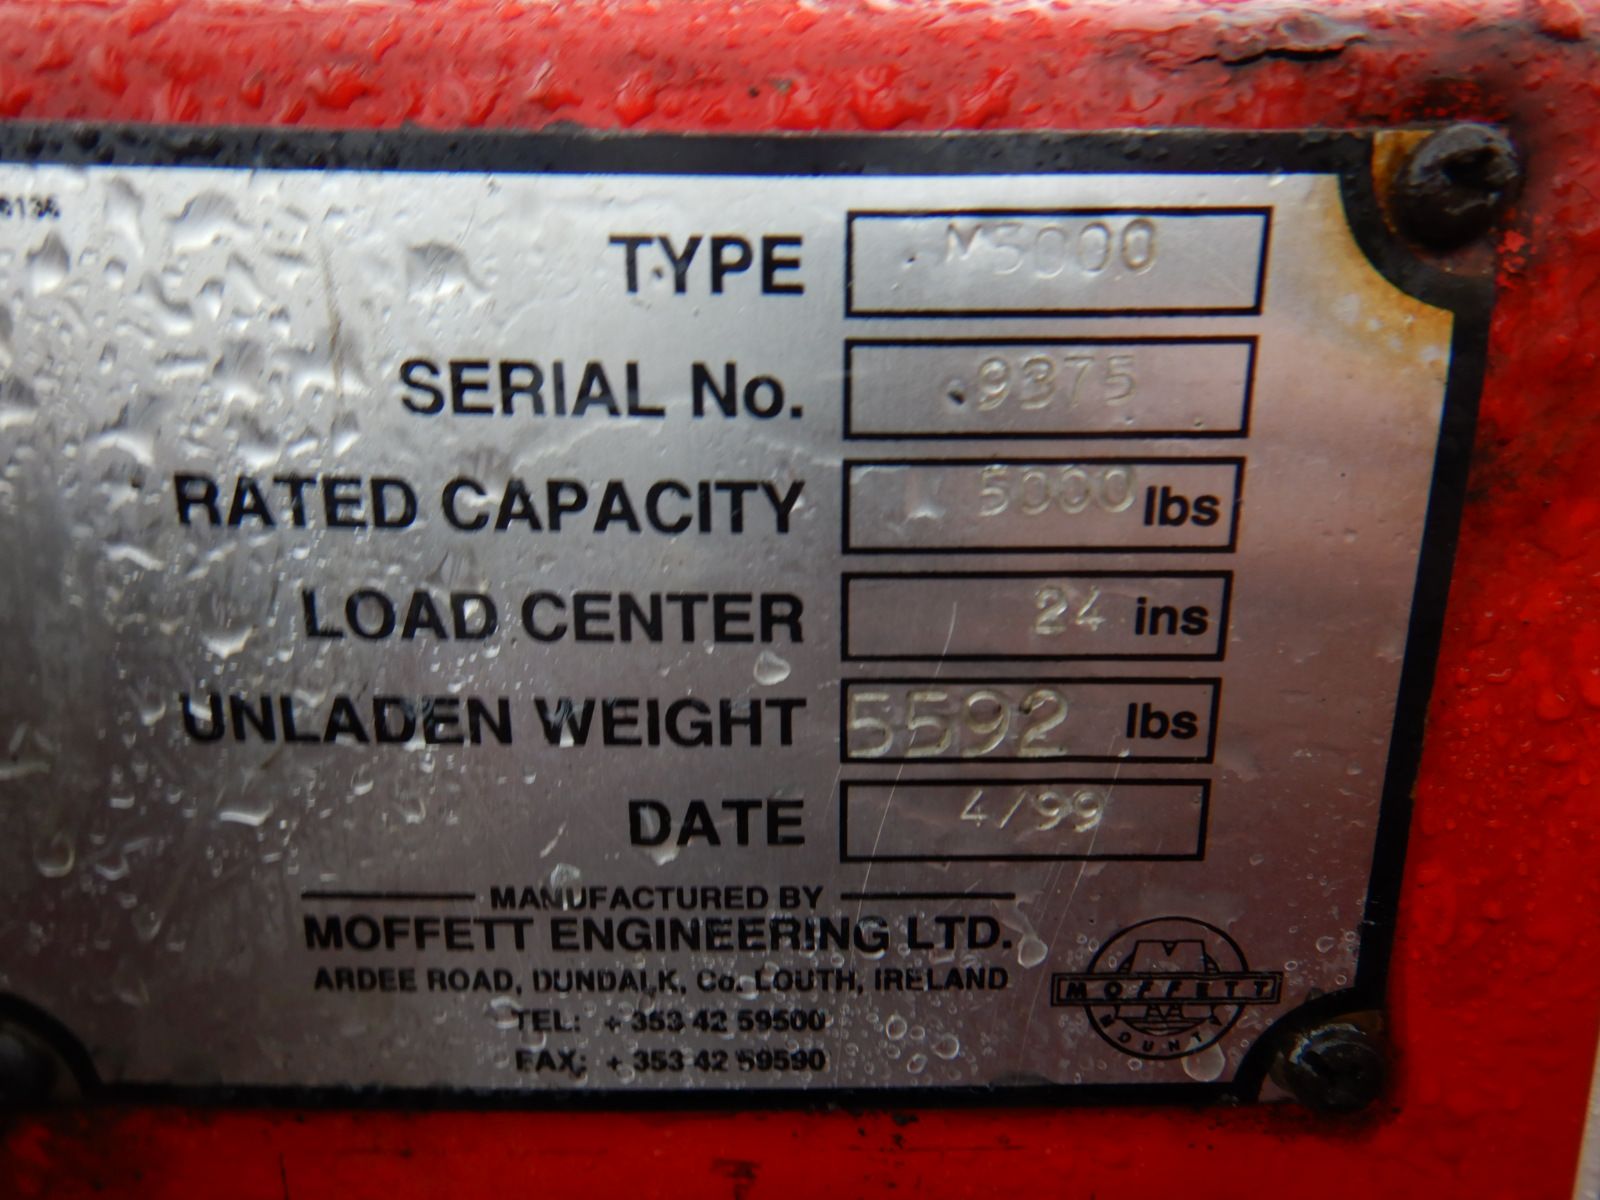 TYPE M5000
SERIAL No. 9375
RATED CAPACITY 5000 lbs
LOAD CENTER 24 ins
UNLADEN WEIGHT 5592 lbs
DATE 4/99
MANUFACTURED BY
MOFFETT ENGINEERING LTD.
ARDEE ROAD, DUNDALK, Co. LOUTH, IRELAND
TEL: + 353 42 59500
FAX: + 353 42 59590
MOFFETT
MOUNTY